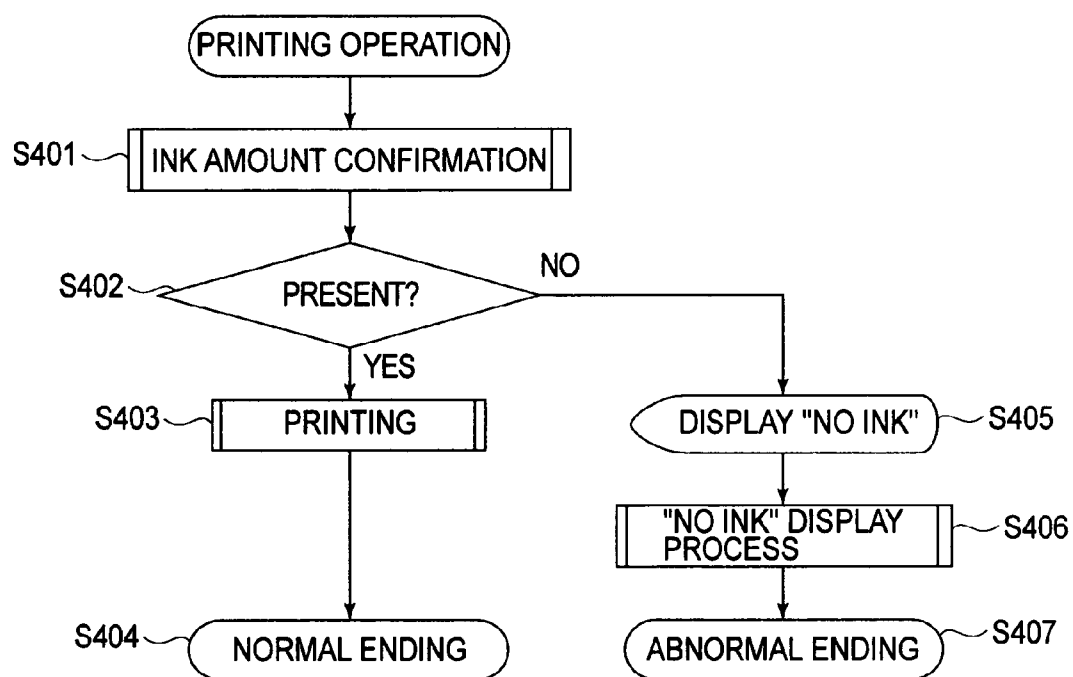 PRINTING OPERATION
S401
INK AMOUNT CONFIRMATION
S402
PRESENT?
NO
YES
S403
PRINTING
DISPLAY "NO INK"
S405
"NO INK" DISPLAY
PROCESS
S406
S404
NORMAL ENDING
ABNORMAL ENDING
S407